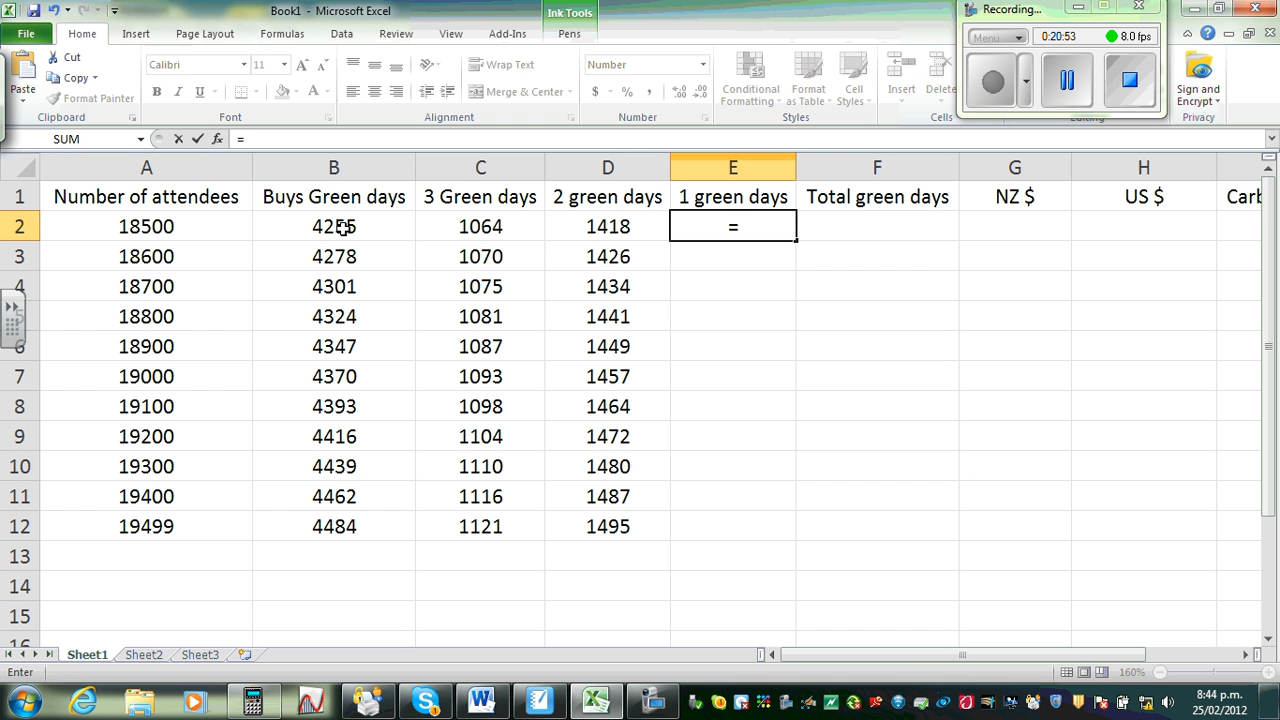 Book1 - Microsoft Excel
Ink Tools
Recording...
File Home Insert Page Layout Formulas Data Review View Add-Ins Pens
Menu 0:20:53 8.0 fps
Paste
Cut
Copy
Format Painter
Clipboard
Calibri 11
B I U
Font
Wrap Text
Merge & Center
Alignment
Number
$ % ,
Number
Conditional Formatting
Format as Table
Cell Styles
Styles
Insert
Delete
Cells
Editing
Sign and Encrypt
Privacy
SUM fx =
A B C D E F G H
1 Number of attendees Buys Green days 3 Green days 2 green days 1 green days Total green days NZ $ US $ Carb
2 18500 4255 1064 1418 =
3 18600 4278 1070 1426
4 18700 4301 1075 1434
5 18800 4324 1081 1441
6 18900 4347 1087 1449
7 19000 4370 1093 1457
8 19100 4393 1098 1464
9 19200 4416 1104 1472
10 19300 4439 1110 1480
11 19400 4462 1116 1487
12 19499 4484 1121 1495
13
14
15
16
Sheet1 Sheet2 Sheet3
Enter 160%
8:44 p.m.
25/02/2012